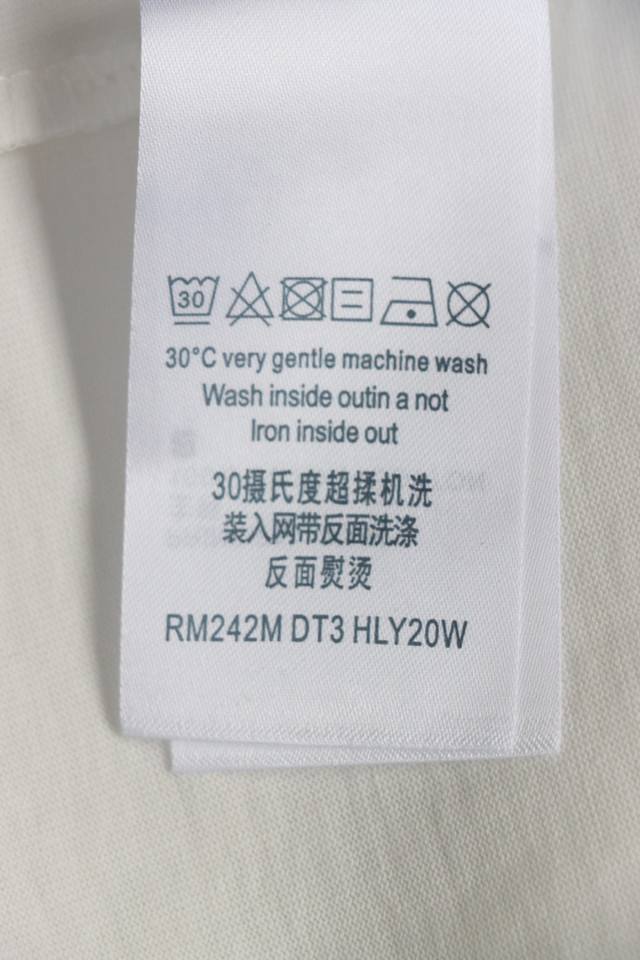 30
30°C very gentle machine wash
Wash inside outin a not
Iron inside out
30摄氏度超揉机洗
装入网带反面洗涤
反面熨烫
RM242M DT3 HLY20W